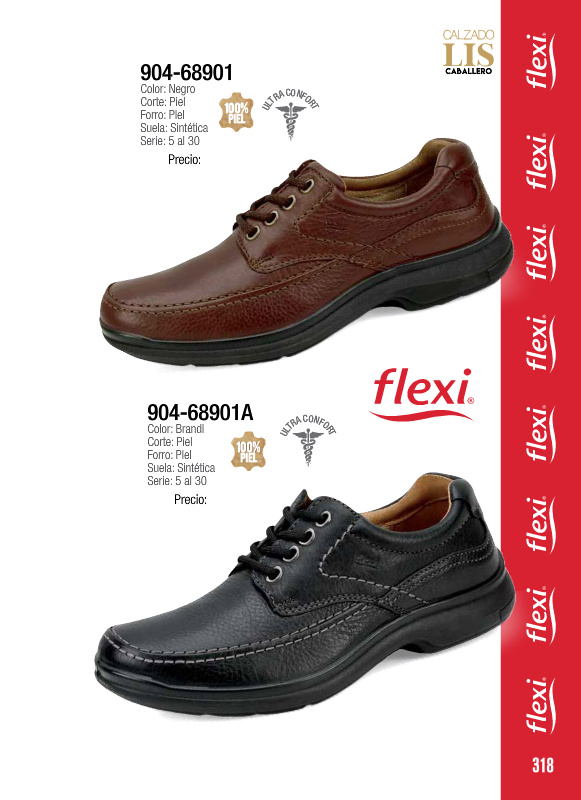 CALZADO
LIS
CABALLERO
904-68901
Color: Negro
Corte: Piel
Forro: Piel
Suela: Sintética
Serie: 5 al 30
Precio:
100%
PIEL
ULTRA CONFORT
flexi®
904-68901A
Color: BrandI
Corte: Piel
Forro: Piel
Suela: Sintética
Serie: 5 al 30
Precio:
100%
PIEL
ULTRA CONFORT
flexi®
flexi®
flexi®
flexi®
flexi®
flexi®
flexi®
flexi®
318